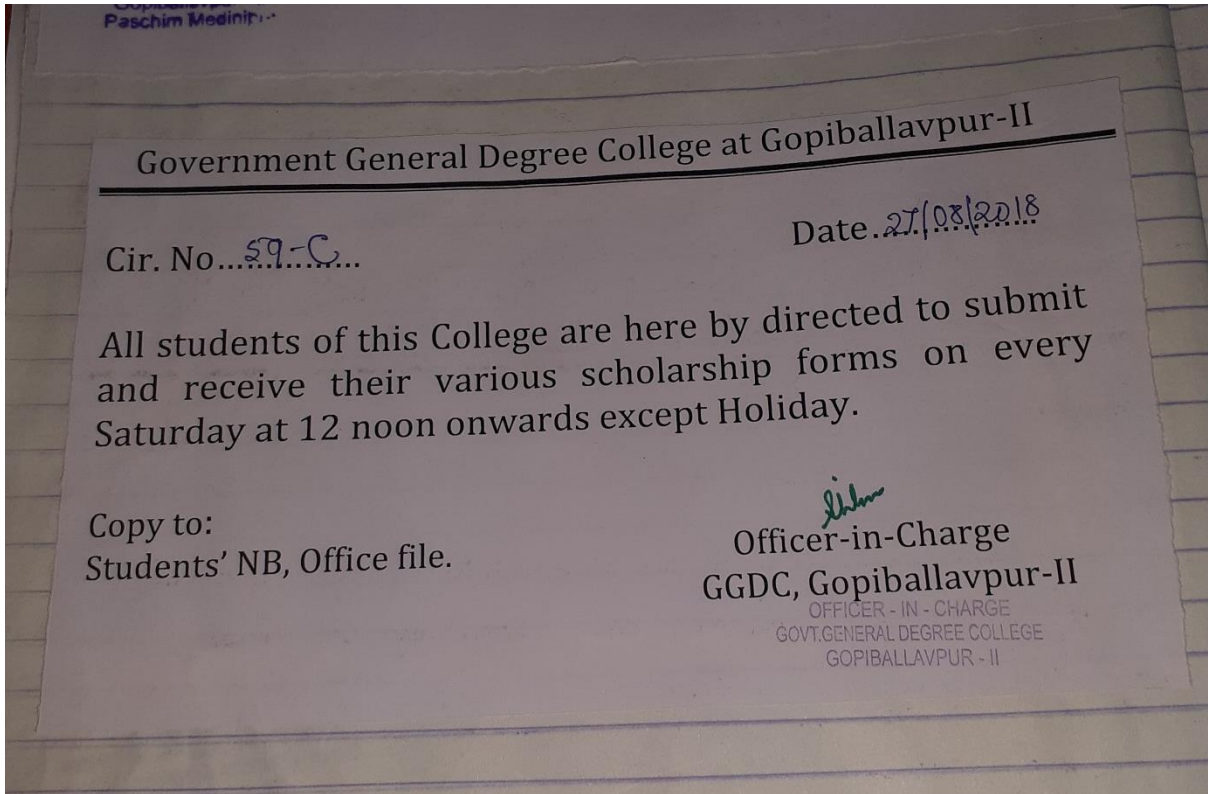 Paschim
Government General Degree College at Gopiballavpur-II
Cir. No...59-C...
Date.27/08/2018
All students of this College are here by directed to submit
and receive their various scholarship forms on every
Saturday at 12 noon onwards except Holiday.
Copy to:
Students' NB, Office file.
Officer-in-Charge
GGDC, Gopiballavpur-II
OFFICER - IN - CHARGE
GOVT.GENERAL DEGREE COLLEGE
GOPIBALLAVPUR - II